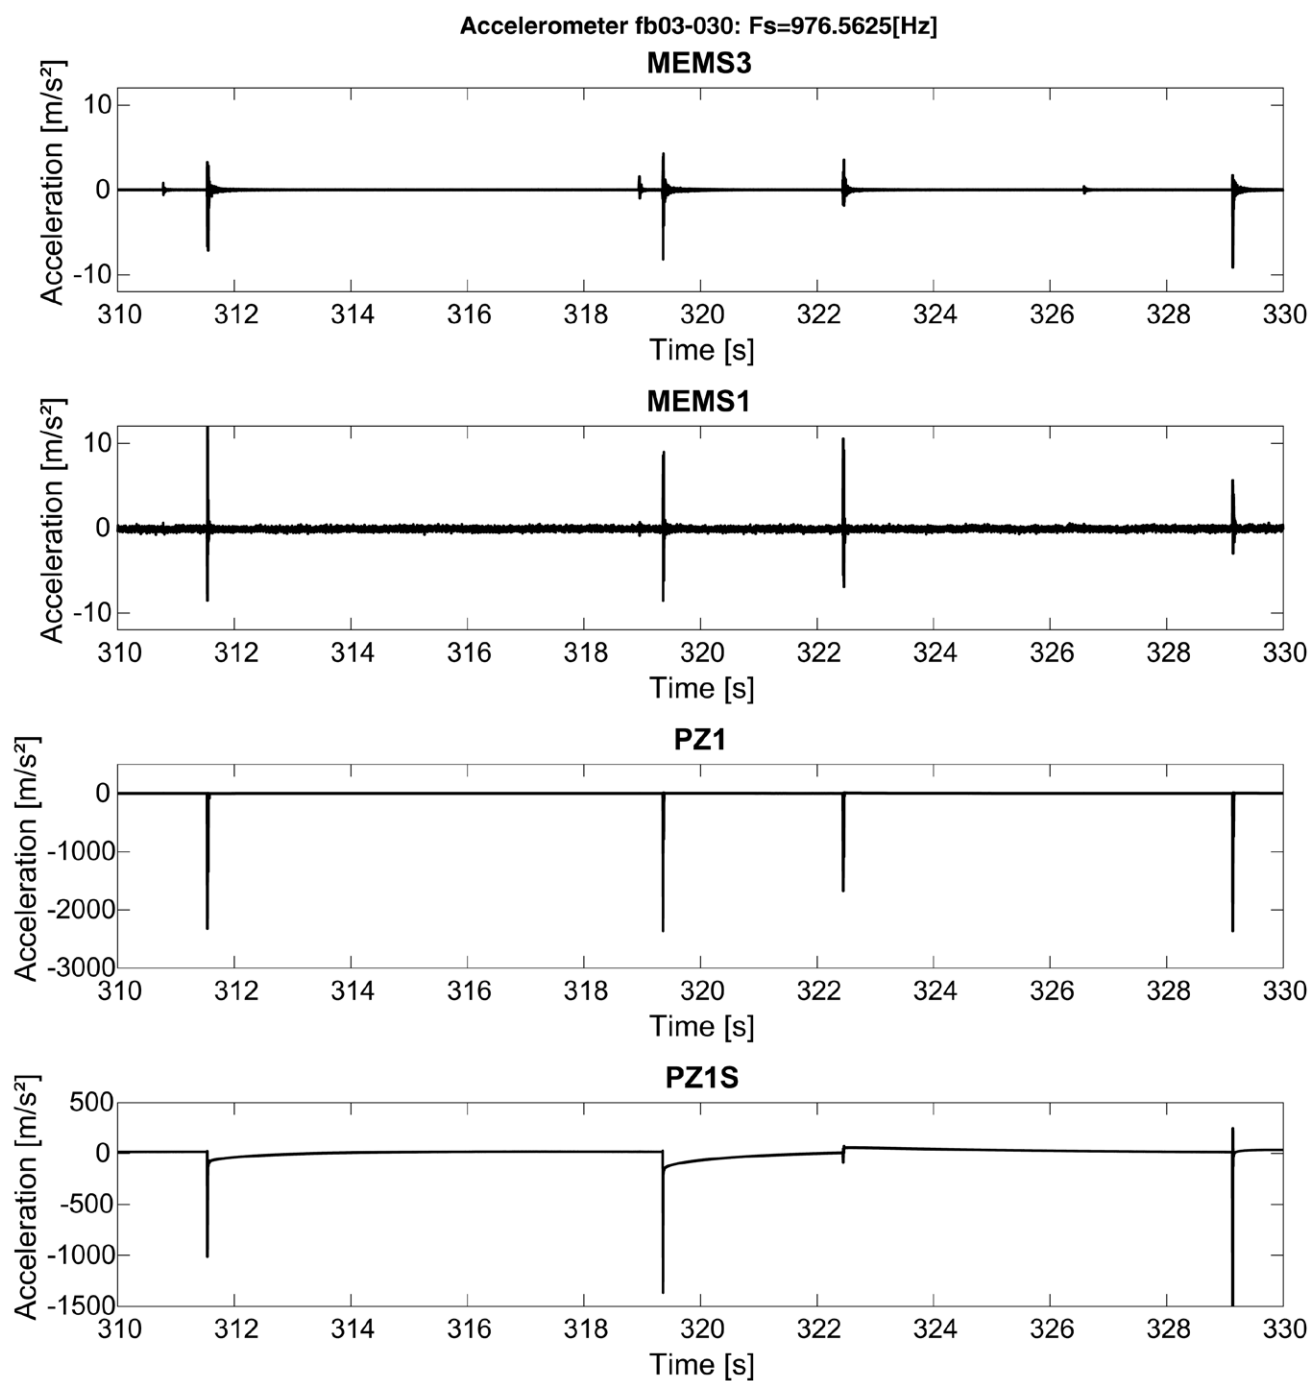 Accelerometer fb03-030: Fs=976.5625[Hz]
MEMS3
Acceleration [m/s²]
10
0
-10
310 312 314 316 318 320 322 324 326 328 330
Time [s]
MEMS1
Acceleration [m/s²]
10
0
-10
310 312 314 316 318 320 322 324 326 328 330
Time [s]
PZ1
Acceleration [m/s²]
0
-1000
-2000
-3000
310 312 314 316 318 320 322 324 326 328 330
Time [s]
PZ1S
Acceleration [m/s²]
500
0
-500
-1000
-1500
310 312 314 316 318 320 322 324 326 328 330
Time [s]